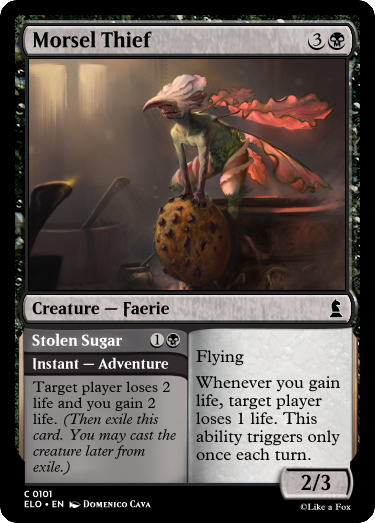 Morsel Thief 3
Creature — Faerie
Stolen Sugar 1
Instant — Adventure
Target player loses 2
life and you gain 2
life. (Then exile this
card. You may cast the
creature later from
exile.)
Flying
Whenever you gain
life, target player
loses 1 life. This
ability triggers only
once each turn.
2/3
C 0101
ELO • EN Domenico Cava
©Like a Fox